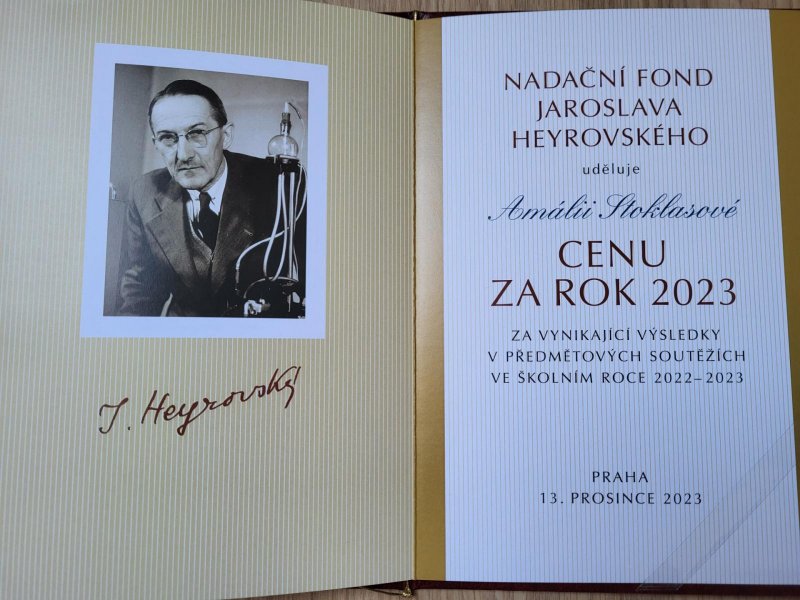 J. Heyrovský
NADAČNÍ FOND
JAROSLAVA
HEYROVSKÉHO
uděluje
Amálii Stoklasové
CENU
ZA ROK 2023
ZA VYNIKAJÍCÍ VÝSLEDKY
V PŘEDMĚTOVÝCH SOUTĚŽÍCH
VE ŠKOLNÍM ROCE 2022–2023
PRAHA
13. PROSINCE 2023